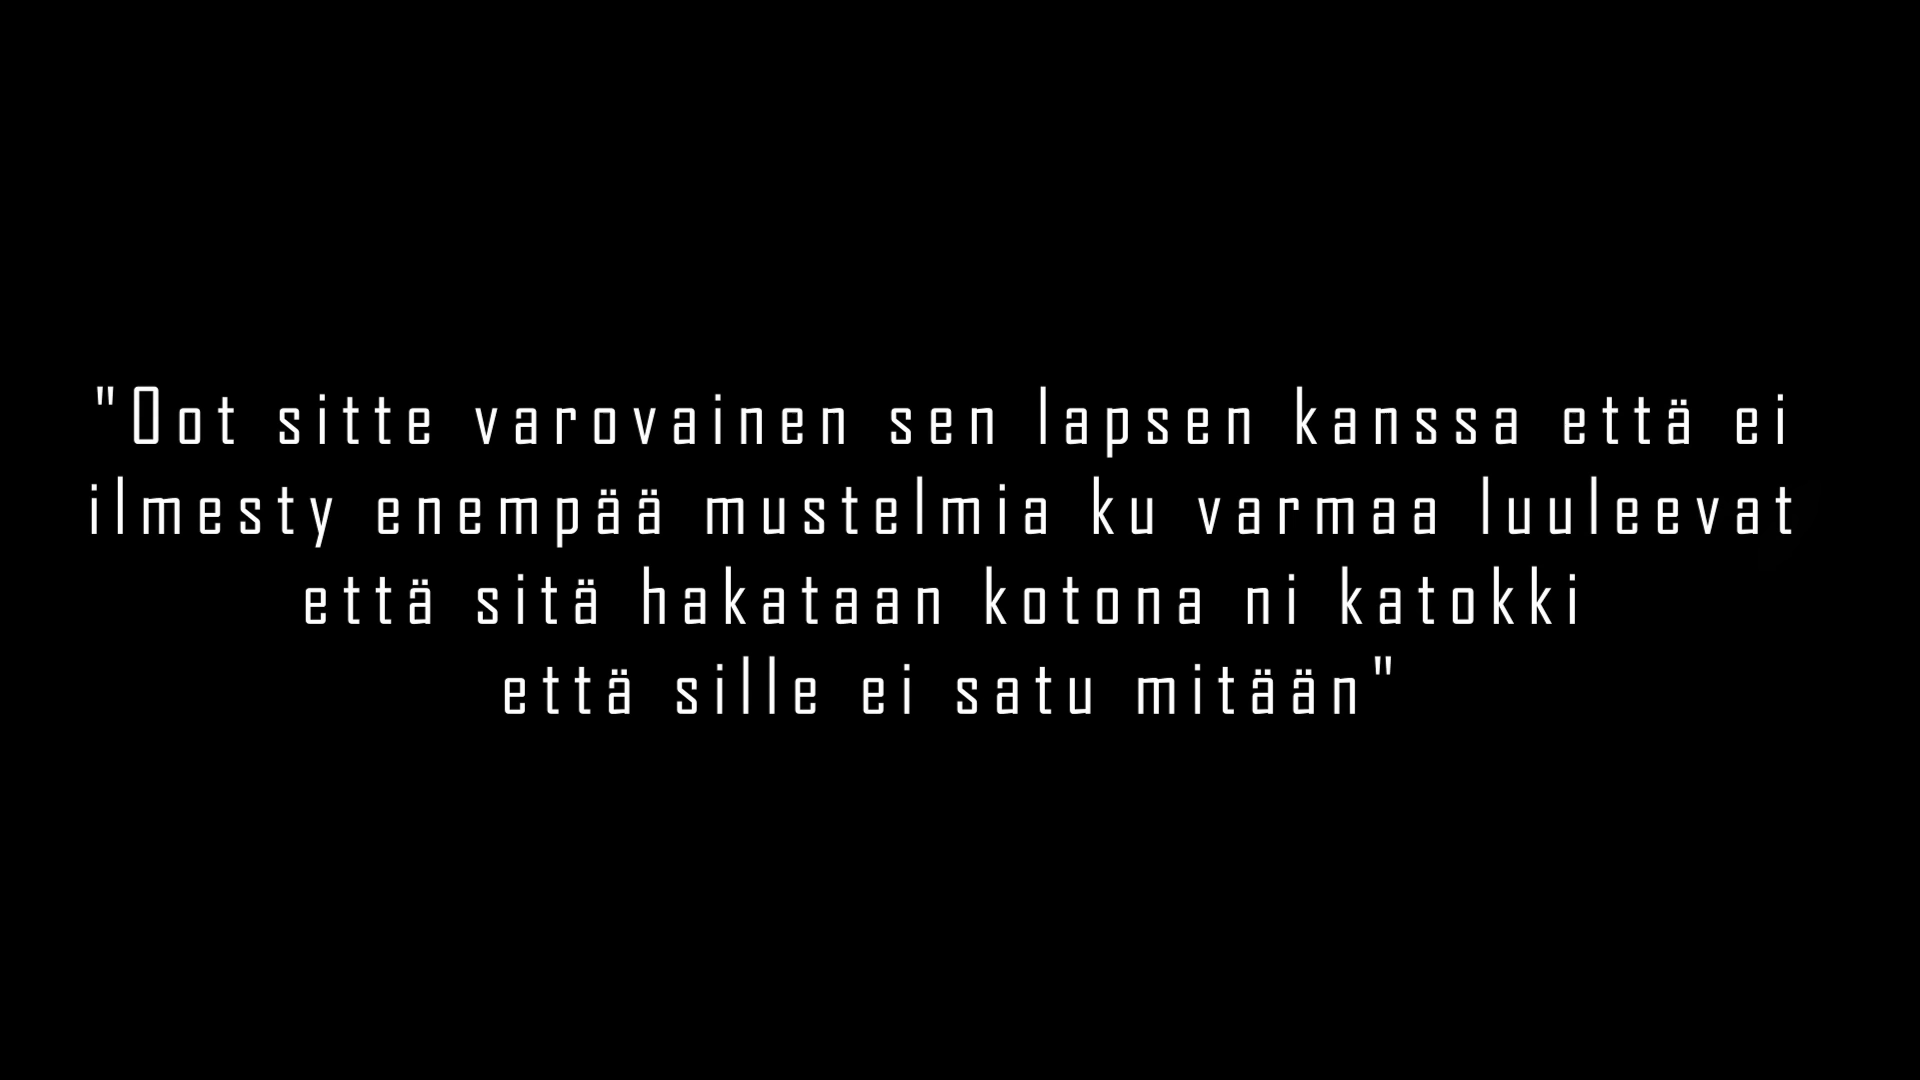 "Oot sitte varovainen sen lapsen kanssa että ei
ilmesty enempää mustelmia ku varmaa luuleevat
että sitä hakataan kotona ni katokki
että sille ei satu mitään"